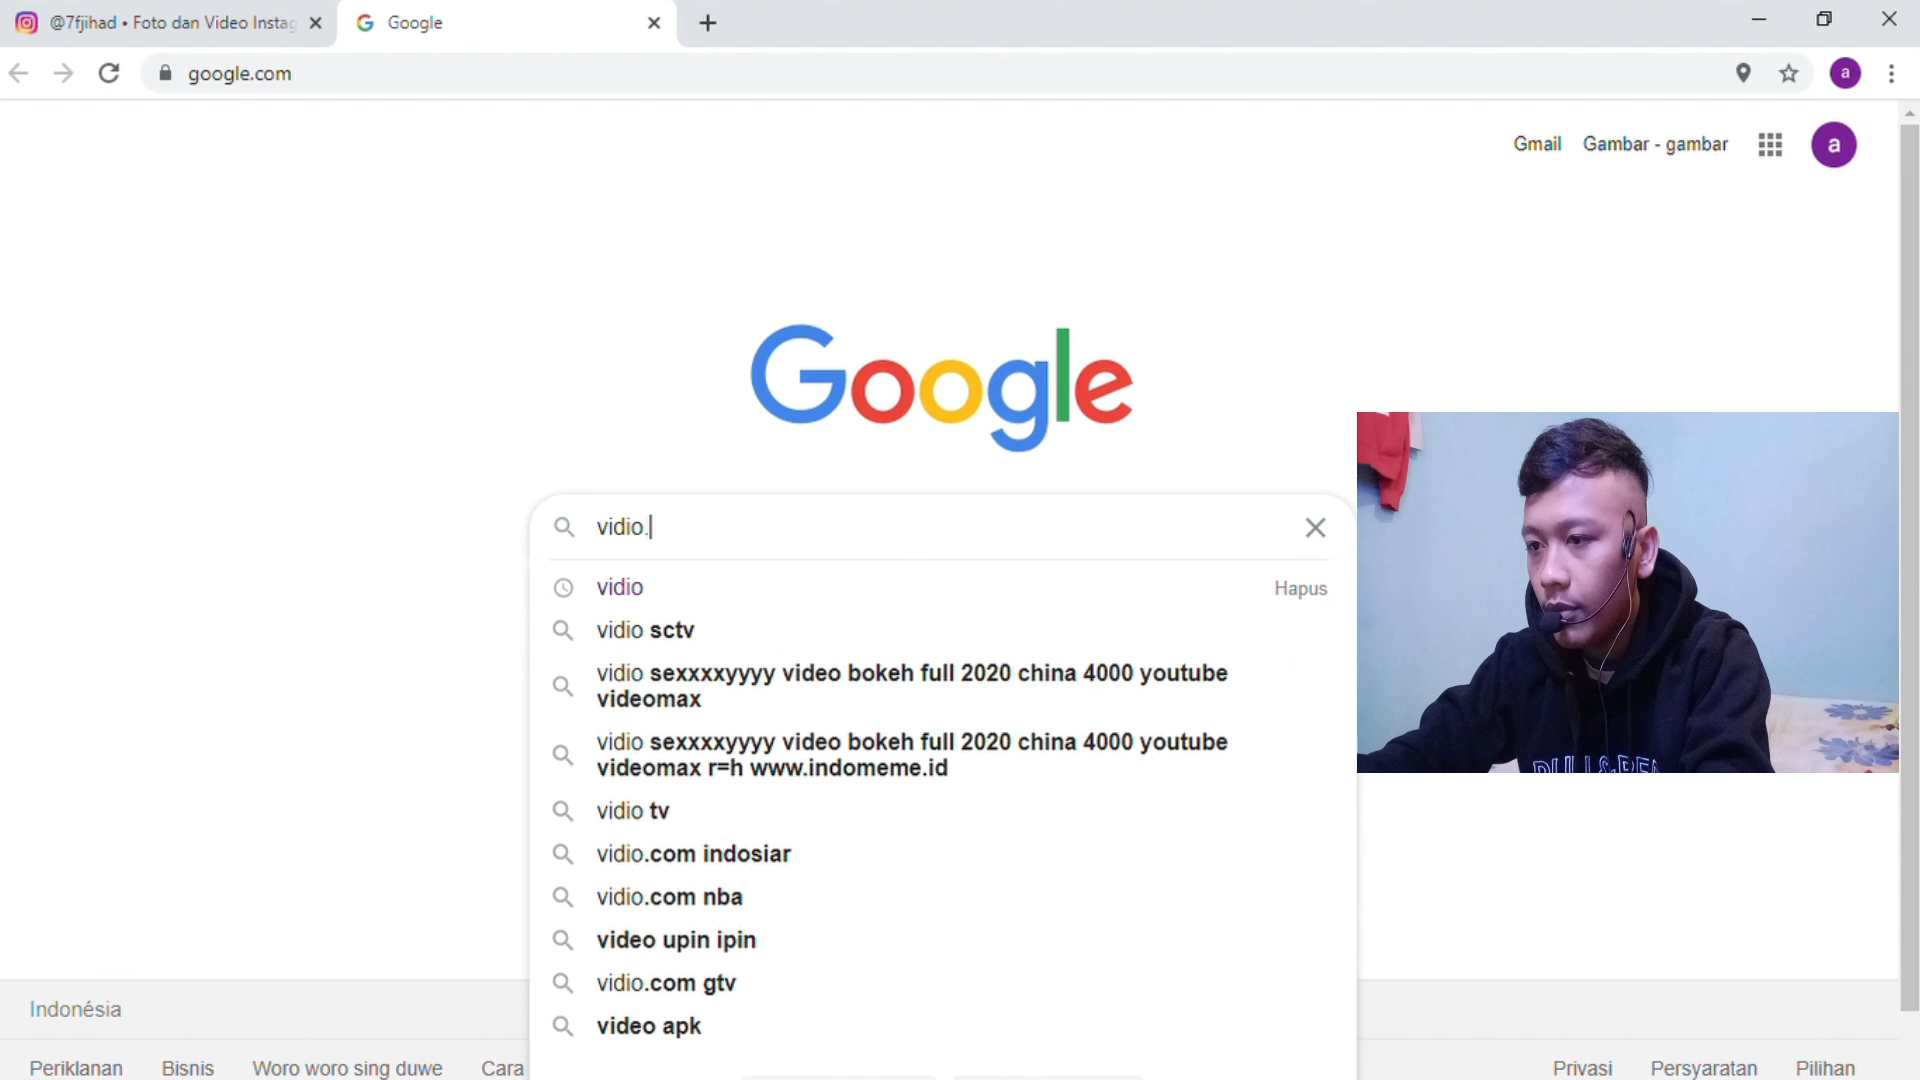 @7fjihad • Foto dan Video Instag
Google
google.com
a
Gmail
Gambar - gambar
a
Google
vidio.
vidio
Hapus
vidio sctv
vidio sexxxxyyyy video bokeh full 2020 china 4000 youtube
videomax
vidio sexxxxyyyy video bokeh full 2020 china 4000 youtube
videomax r=h www.indomeme.id
vidio tv
vidio.com indosiar
vidio.com nba
video upin ipin
vidio.com gtv
video apk
Indonésia
Periklanan
Bisnis
Woro woro sing duwe
Cara
Privasi
Persyaratan
Pilihan